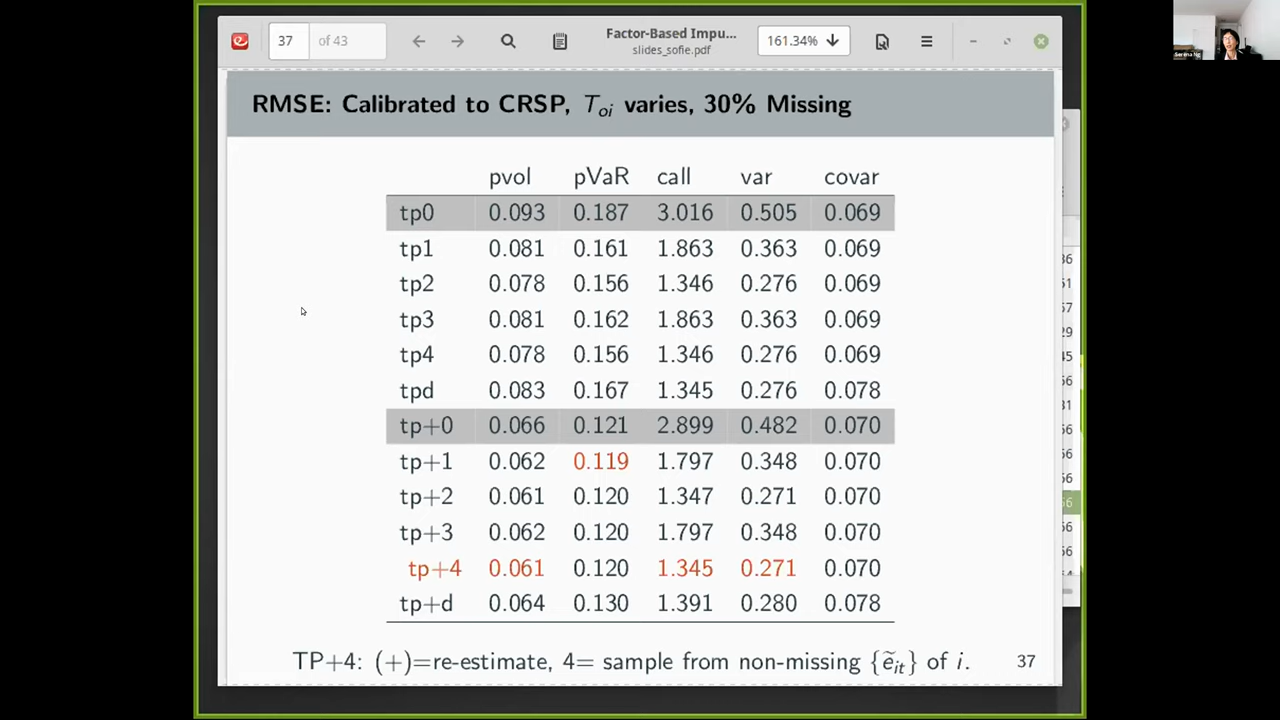 37 of 43
Factor-Based Impu...
slides_sofie.pdf
161.34%
RMSE: Calibrated to CRSP, T_oi varies, 30% Missing
pvol pVaR call var covar
tp0 0.093 0.187 3.016 0.505 0.069
tp1 0.081 0.161 1.863 0.363 0.069
tp2 0.078 0.156 1.346 0.276 0.069
tp3 0.081 0.162 1.863 0.363 0.069
tp4 0.078 0.156 1.346 0.276 0.069
tpd 0.083 0.167 1.345 0.276 0.078
tp+0 0.066 0.121 2.899 0.482 0.070
tp+1 0.062 0.119 1.797 0.348 0.070
tp+2 0.061 0.120 1.347 0.271 0.070
tp+3 0.062 0.120 1.797 0.348 0.070
tp+4 0.061 0.120 1.345 0.271 0.070
tp+d 0.064 0.130 1.391 0.280 0.078
TP+4: (+)=re-estimate, 4= sample from non-missing {ẽ_it} of i.
37
Serena Ng